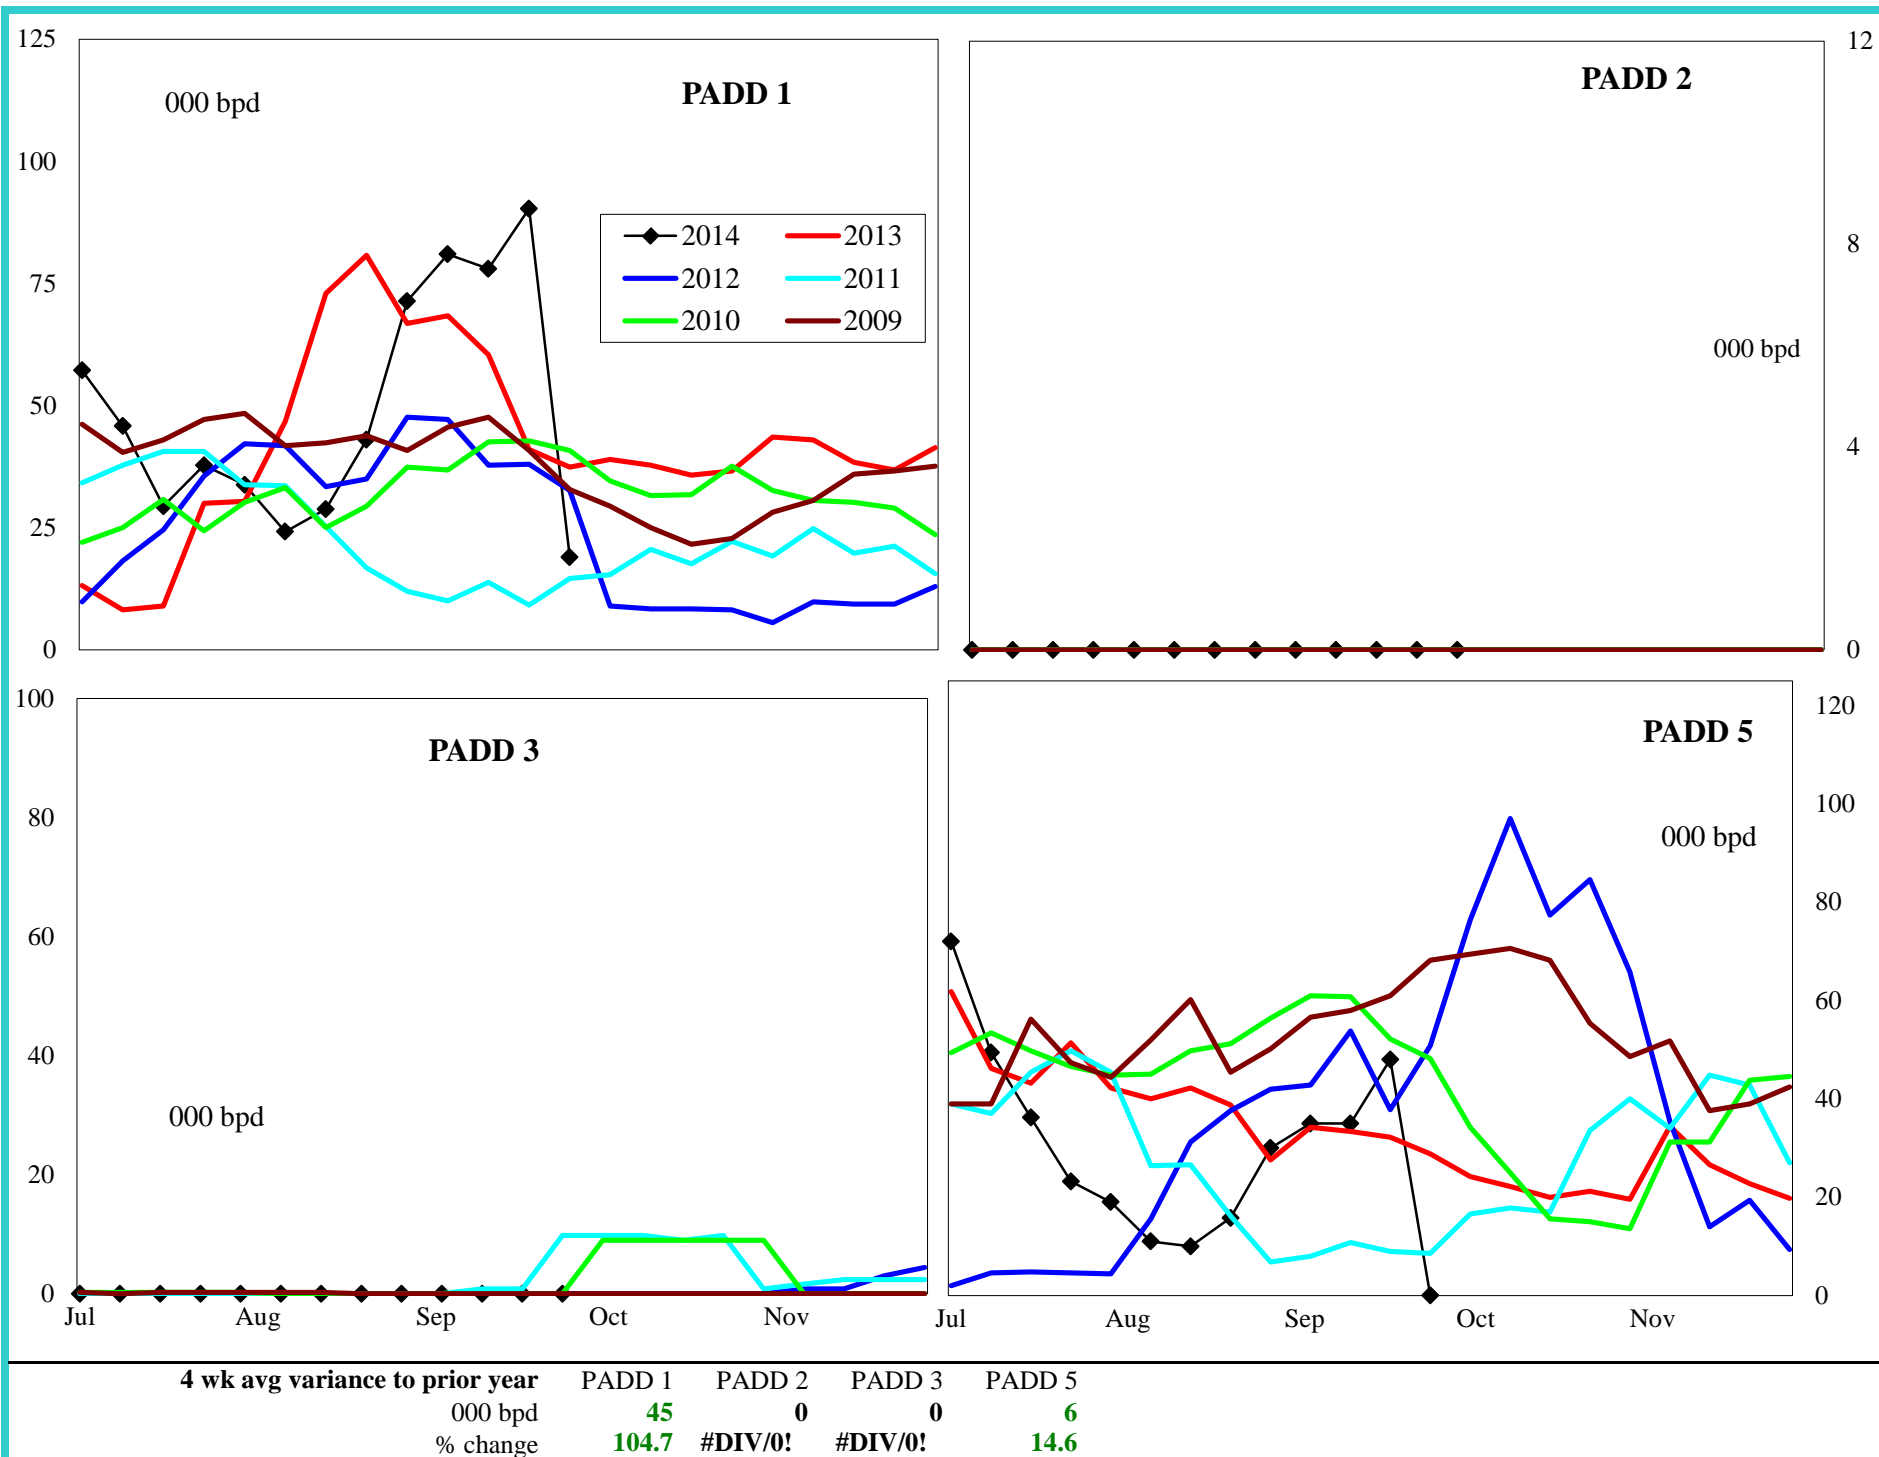 125
100
75
50
25
0
000 bpd
PADD 1
2014 2013
2012 2011
2010 2009
PADD 2
12
8
4
0
000 bpd
100
80
60
40
20
0
PADD 3
000 bpd
Jul Aug Sep Oct Nov
PADD 5
000 bpd
120
100
80
60
40
20
0
Jul Aug Sep Oct Nov
4 wk avg variance to prior year PADD 1 PADD 2 PADD 3 PADD 5
000 bpd 45 0 0 6
% change 104.7 #DIV/0! #DIV/0! 14.6